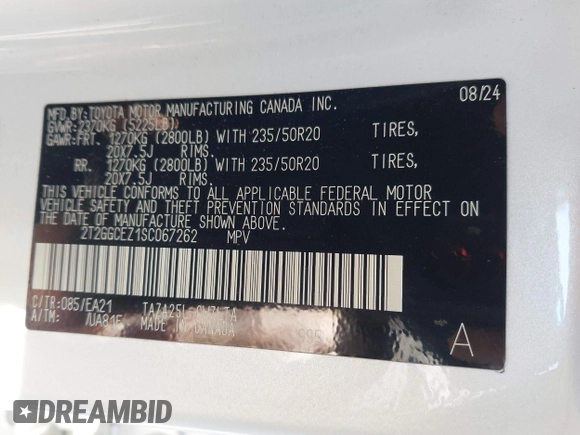 MFD.BY:TOYOTA MOTOR MANUFACTURING CANADA INC. 08/24
GVWR:2370KG (5225LB)
GAWR:FRT. 1270KG (2800LB) WITH 235/50R20 TIRES,
20X7.5J RIMS.
RR. 1270KG (2800LB) WITH 235/50R20 TIRES,
20X7.5J RIMS.
THIS VEHICLE CONFORMS TO ALL APPLICABLE FEDERAL MOTOR
VEHICLE SAFETY AND THEFT PREVENTION STANDARDS IN EFFECT ON
THE DATE OF MANUFACTURE SHOWN ABOVE.
2T2GGCEZ1SC067262 MPV
C/TR:085/EA21
A/TM: /UA81F MADE IN CANADA
A
DREAMBID